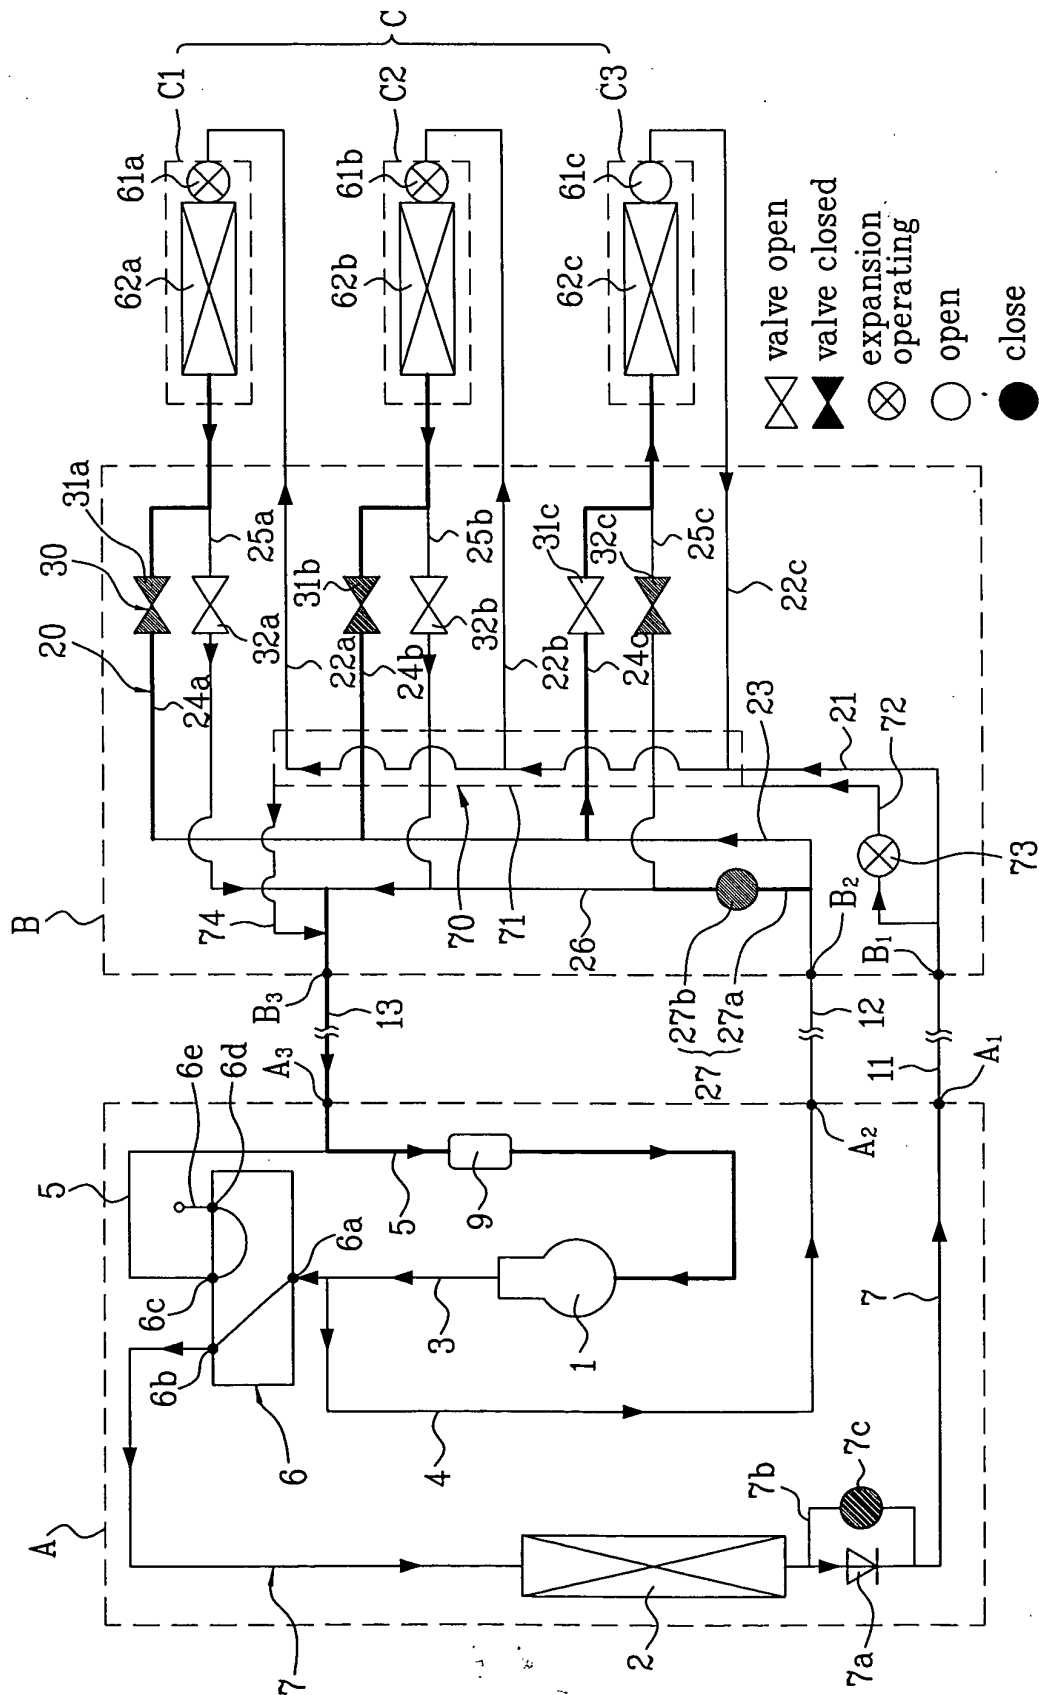 C
C1
C2
C3
61a
61b
61c
62a
62b
62c
valve open
valve closed
expansion
operating
open
close
B
20
30
31a
24a
32a
25a
22a
31b
24b
32b
25b
22b
31c
24c
32c
25c
22c
74
70
71
26
23
21
72
73
27b
27a
27
B3
B2
B1
13
12
11
A3
A2
A1
A
5
6e
6d
6c
6b
6a
6
5
9
3
1
4
7
7
2
7a
7b
7c